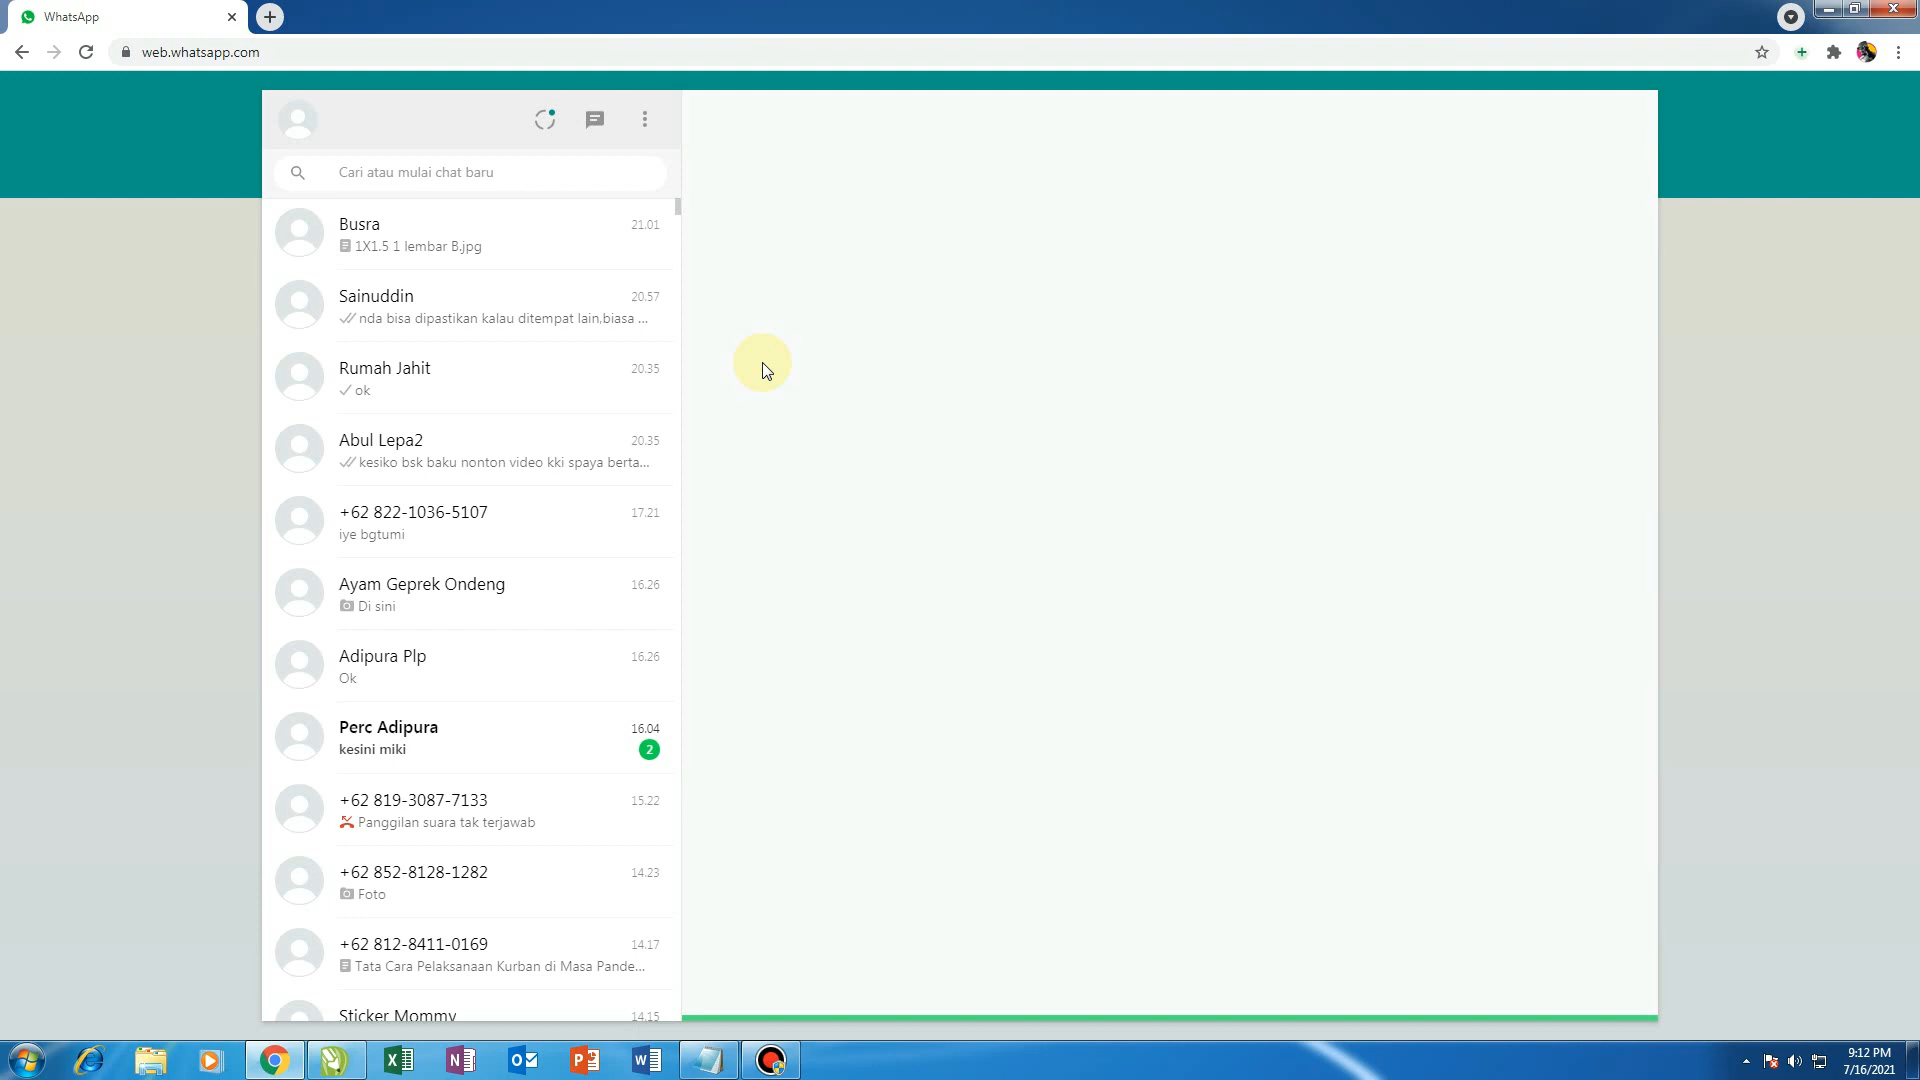 WhatsApp
web.whatsapp.com
Cari atau mulai chat baru
Busra 21.01
1X1.5 1 lembar B.jpg
Sainuddin 20.57
nda bisa dipastikan kalau ditempat lain,biasa ...
Rumah Jahit 20.35
ok
Abul Lepa2 20.35
kesiko bsk baku nonton video kki spaya berta...
+62 822-1036-5107 17.21
iye bgtumi
Ayam Geprek Ondeng 16.26
Di sini
Adipura Plp 16.26
Ok
Perc Adipura 16.04
kesini miki 2
+62 819-3087-7133 15.22
Panggilan suara tak terjawab
+62 852-8128-1282 14.23
Foto
+62 812-8411-0169 14.17
Tata Cara Pelaksanaan Kurban di Masa Pande...
Sticker Mommy 14.15
9:12 PM
7/16/2021